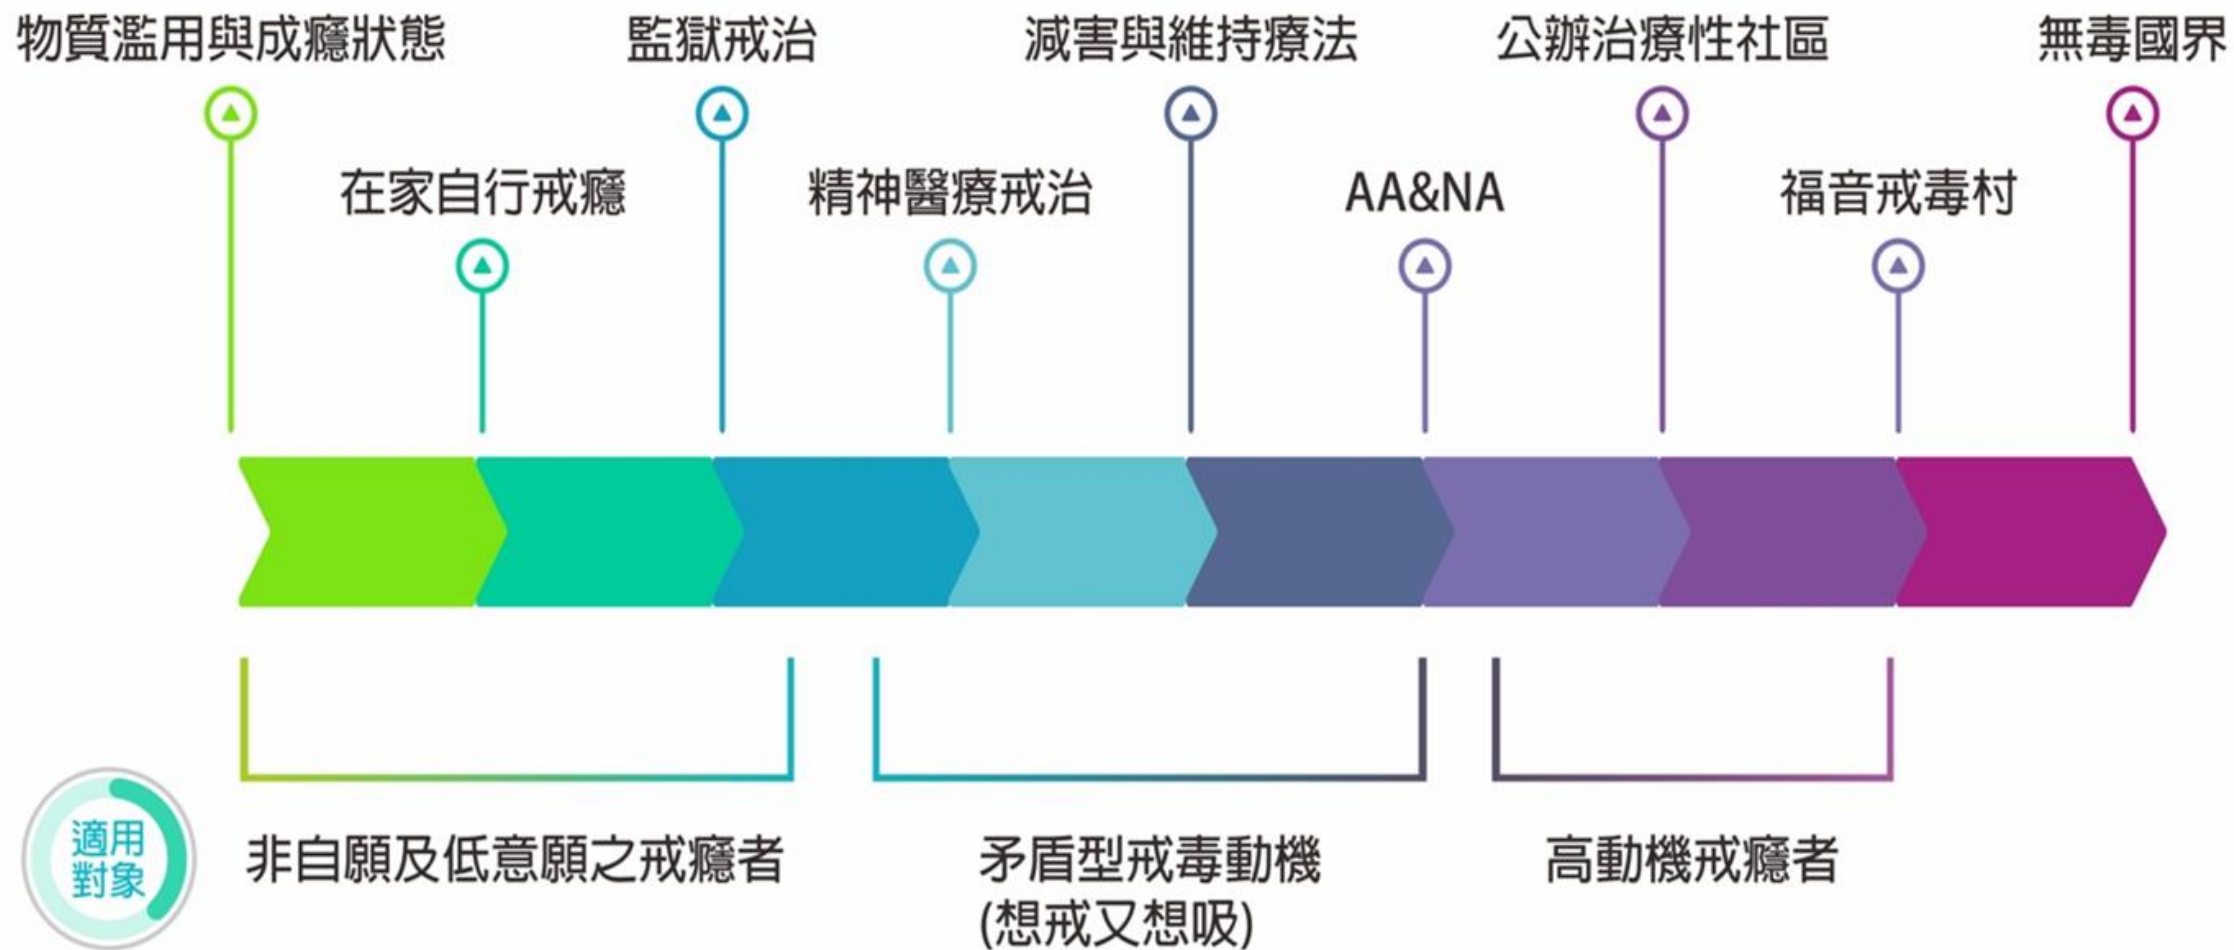 物質濫用與成癮狀態
監獄戒治
減害與維持療法
公辦治療性社區
無毒國界
在家自行戒癮
精神醫療戒治
AA&NA
福音戒毒村
適用
對象
非自願及低意願之戒癮者
矛盾型戒毒動機
(想戒又想吸)
高動機戒癮者